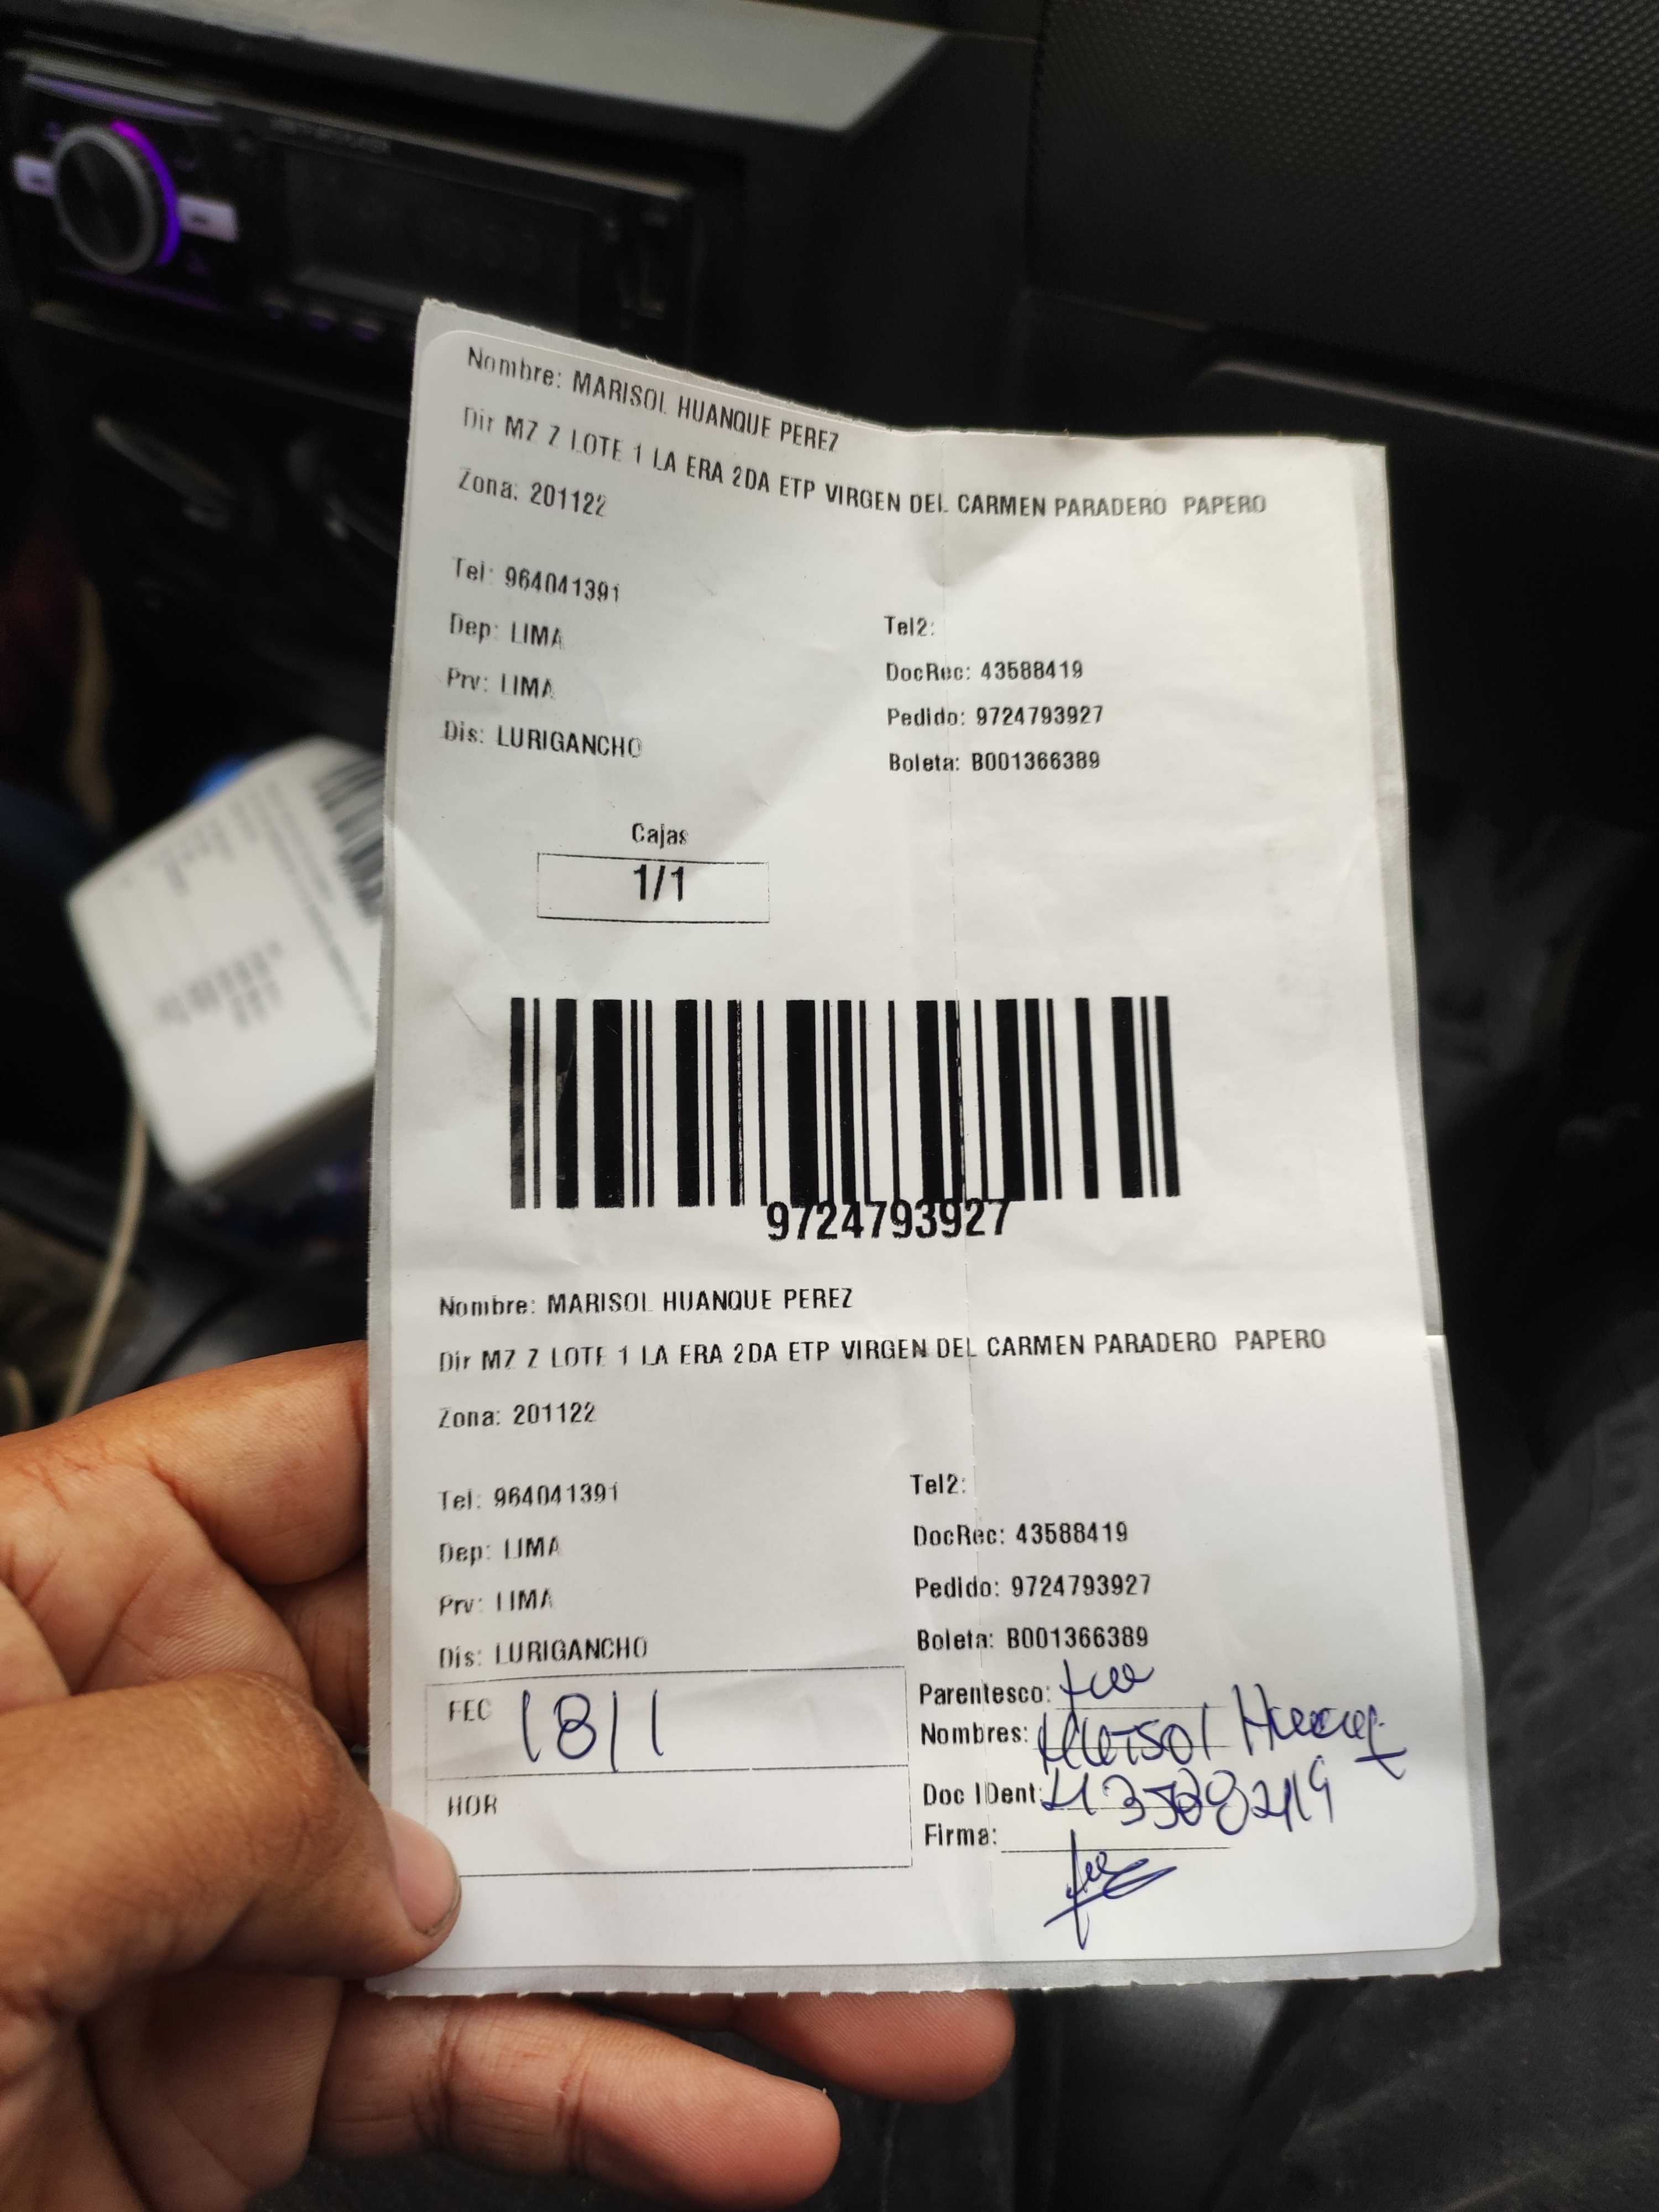 Nombre: MARISOL HUANQUE PEREZ
Dir MZ Z LOTE 1 LA ERA 2DA ETP VIRGEN DEL CARMEN PARADERO PAPERO
Zona: 201122
Tel: 964041391
Tel2:
Dep: LIMA
DocRec: 43588419
Prv: LIMA
Pedido: 9724793927
Dis: LURIGANCHO
Boleta: B001366389
Cajas
1/1
9724793927
Nombre: MARISOL HUANQUE PEREZ
Dir MZ Z LOTE 1 LA ERA 2DA ETP VIRGEN DEL CARMEN PARADERO PAPERO
Zona: 201122
Tel: 964041391
Tel2:
Dep: LIMA
DocRec: 43588419
Prv: LIMA
Pedido: 9724793927
Dis: LURIGANCHO
Boleta: B001366389
FEC 18/1
Parentesco:
Nombres: Marisol
HOR
Doc IDent:
Firma: